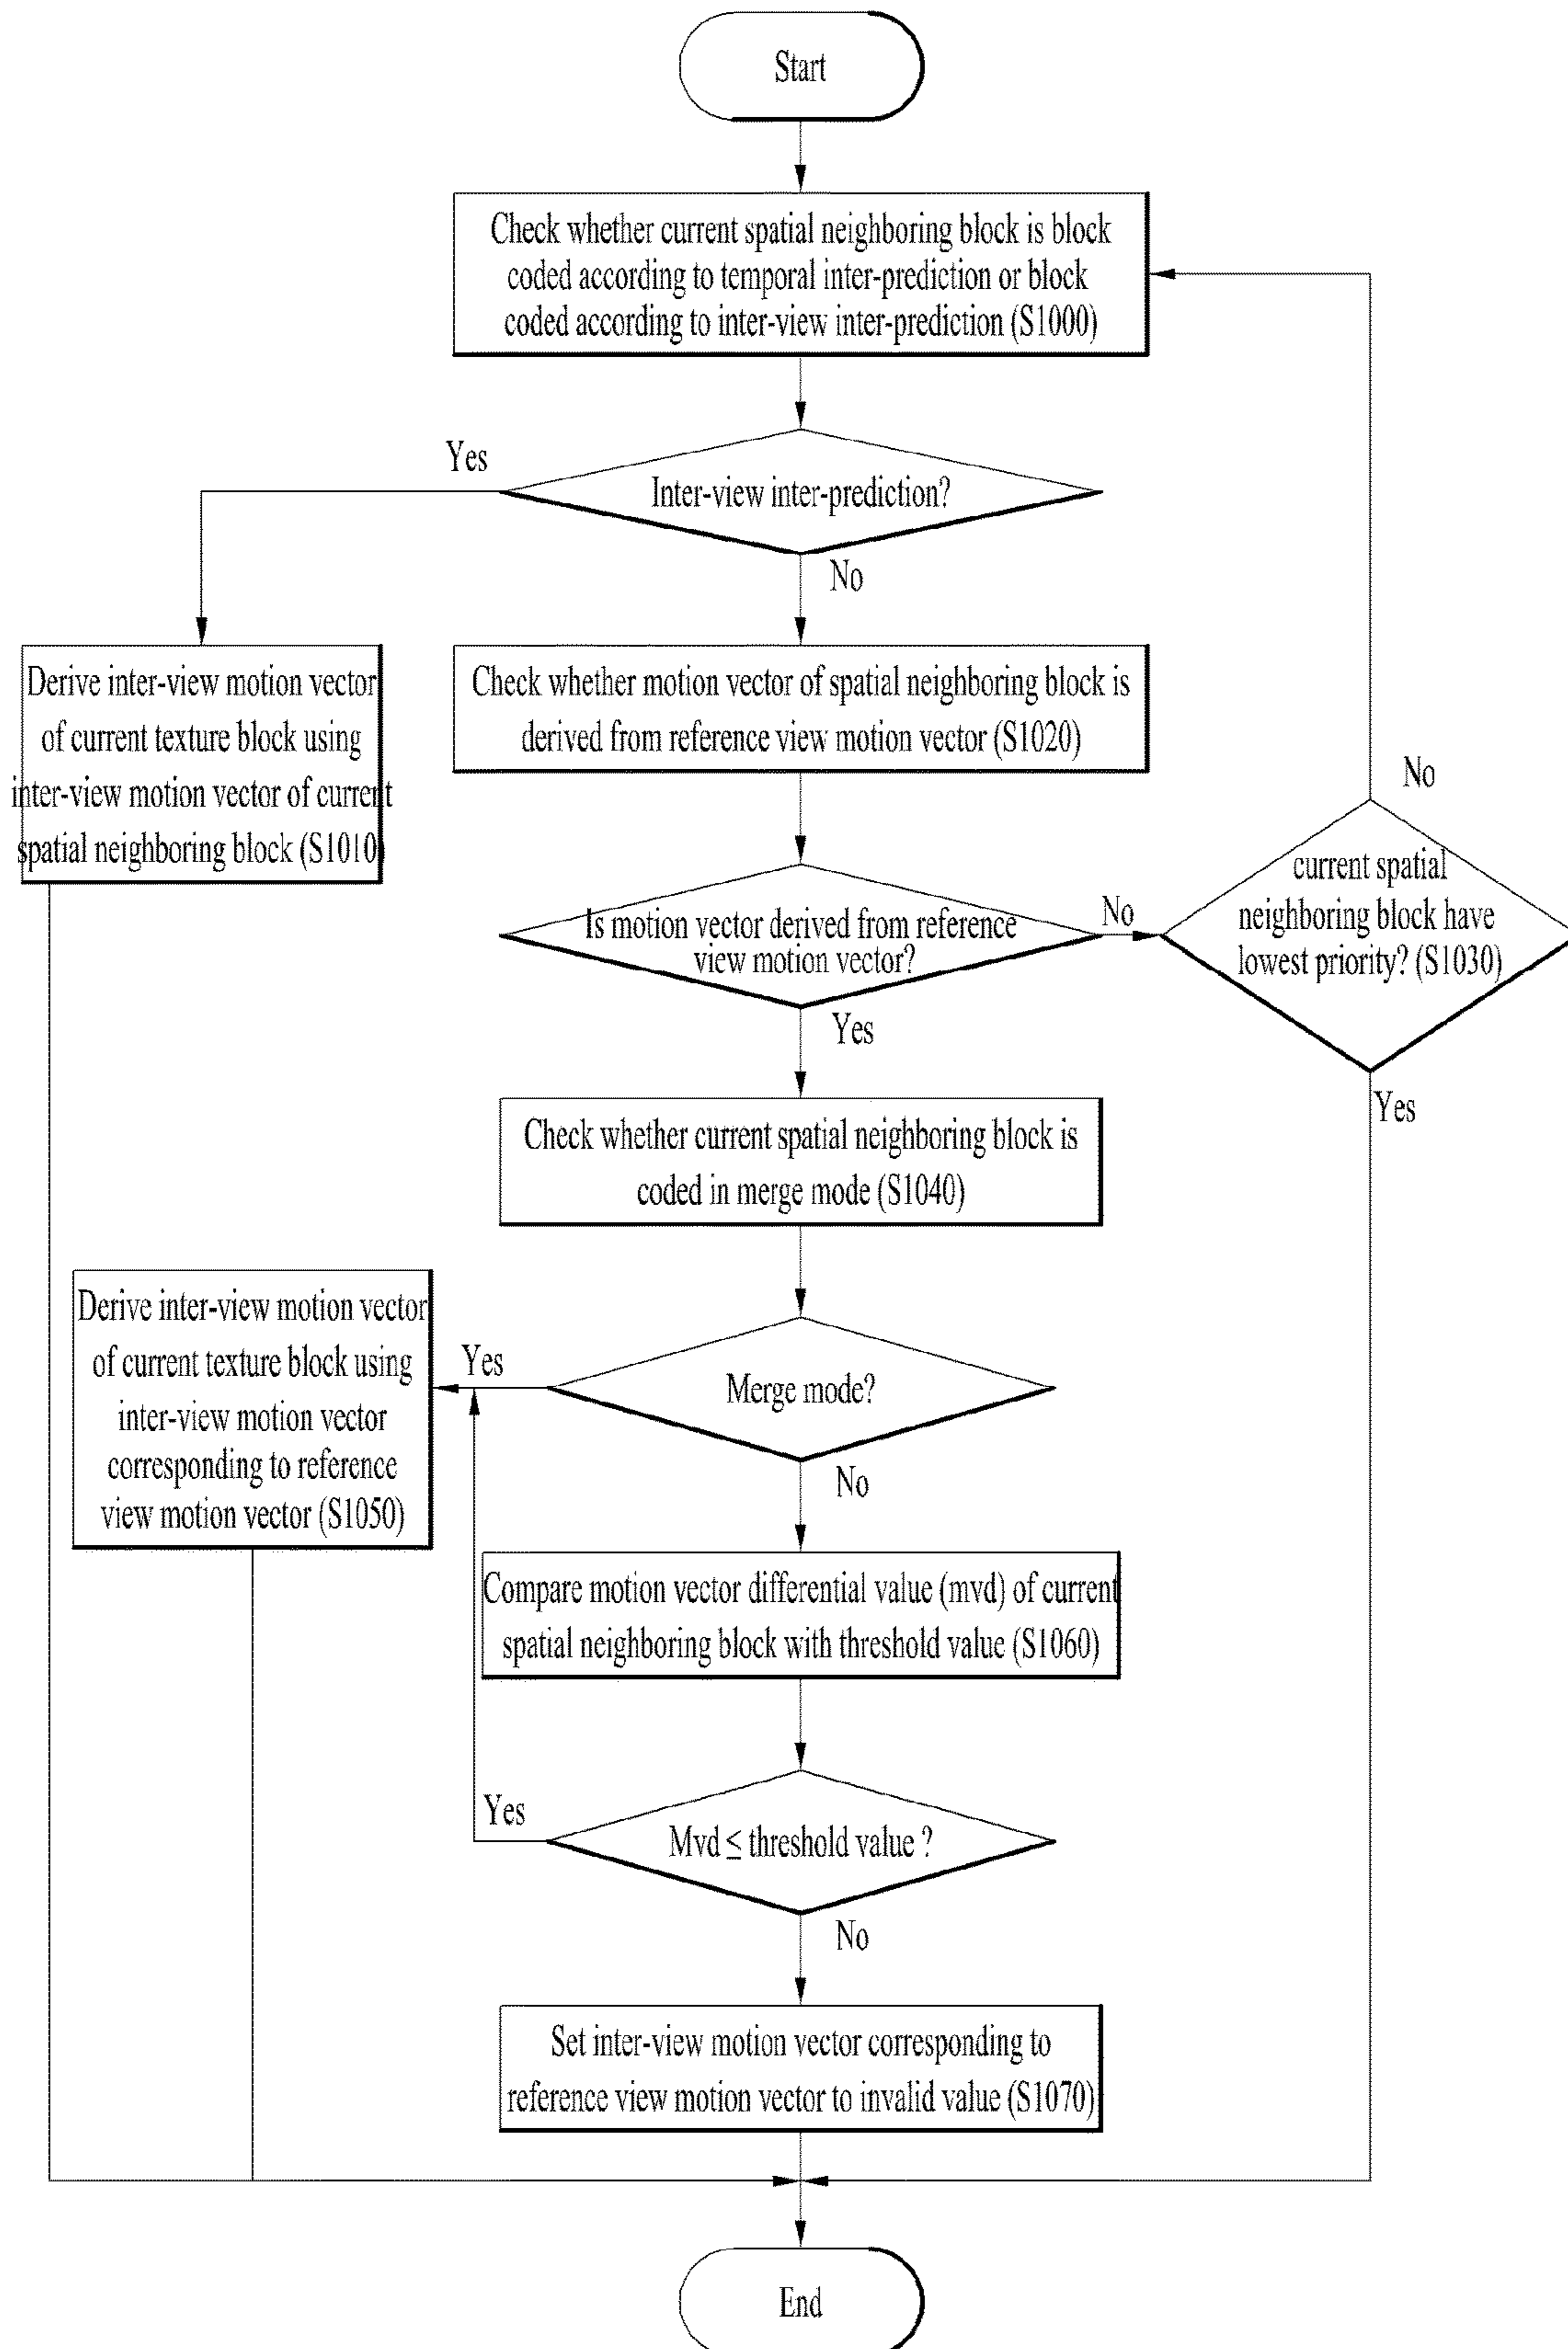 Start
Check whether current spatial neighboring block is block
coded according to temporal inter-prediction or block
coded according to inter-view inter-prediction (S1000)
Yes
Inter-view inter-prediction?
No
Derive inter-view motion vector
of current texture block using
inter-view motion vector of current
spatial neighboring block (S1010)
Check whether motion vector of spatial neighboring block is
derived from reference view motion vector (S1020)
No
Is motion vector derived from reference
view motion vector?
No
current spatial
neighboring block have
lowest priority? (S1030)
Yes
Yes
Check whether current spatial neighboring block is
coded in merge mode (S1040)
Derive inter-view motion vector
of current texture block using
inter-view motion vector
corresponding to reference
view motion vector (S1050)
Yes
Merge mode?
No
Compare motion vector differential value (mvd) of current
spatial neighboring block with threshold value (S1060)
Yes
Mvd ≤ threshold value ?
No
Set inter-view motion vector corresponding to
reference view motion vector to invalid value (S1070)
End